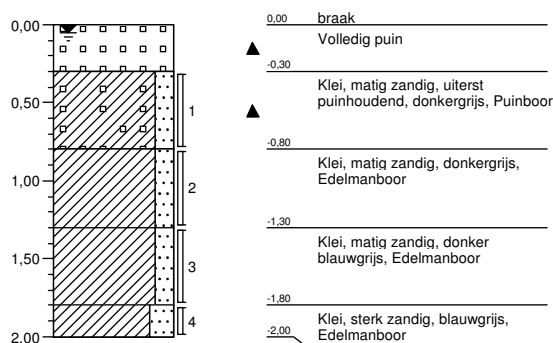 0,00
0,50
1,00
1,50
2,00
1
2
3
4
0,00
braak
Volledig puin
-0,30
Klei, matig zandig, uiterst
puinhoudend, donkergrijs, Puinboor
-0,80
Klei, matig zandig, donkergrijs,
Edelmanboor
-1,30
Klei, matig zandig, donker
blauwgrijs, Edelmanboor
-1,80
Klei, sterk zandig, blauwgrijs,
Edelmanboor
-2,00